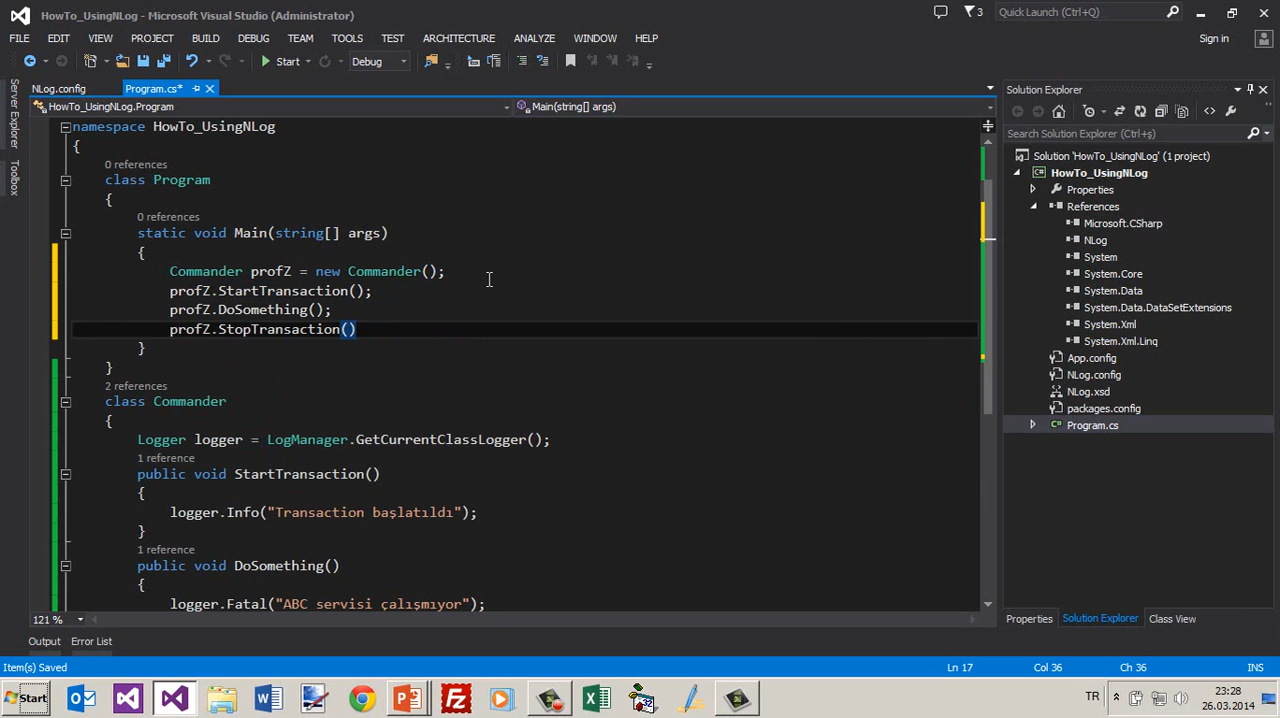 HowTo_UsingNLog - Microsoft Visual Studio (Administrator)
3
Quick Launch (Ctrl+Q)
FILE EDIT VIEW PROJECT BUILD DEBUG TEAM TOOLS TEST ARCHITECTURE ANALYZE WINDOW HELP
Sign in
Start
Debug
Server Explorer
Toolbox
NLog.config
Program.cs*
HowTo_UsingNLog.Program
Main(string[] args)
namespace HowTo_UsingNLog
{
0 references
class Program
{
0 references
static void Main(string[] args)
{
Commander profZ = new Commander();
profZ.StartTransaction();
profZ.DoSomething();
profZ.StopTransaction()
}
}
2 references
class Commander
{
Logger logger = LogManager.GetCurrentClassLogger();
1 reference
public void StartTransaction()
{
logger.Info("Transaction başlatıldı");
}
1 reference
public void DoSomething()
{
logger.Fatal("ABC servisi çalışmıyor");
121 %
Solution Explorer
Search Solution Explorer (Ctrl+ş)
Solution 'HowTo_UsingNLog' (1 project)
HowTo_UsingNLog
Properties
References
Microsoft.CSharp
NLog
System
System.Core
System.Data
System.Data.DataSetExtensions
System.Xml
System.Xml.Linq
App.config
NLog.config
NLog.xsd
packages.config
Program.cs
Properties Solution Explorer Class View
Output Error List
Item(s) Saved
Ln 17 Col 36 Ch 36 INS
Start
TR
23:28
26.03.2014